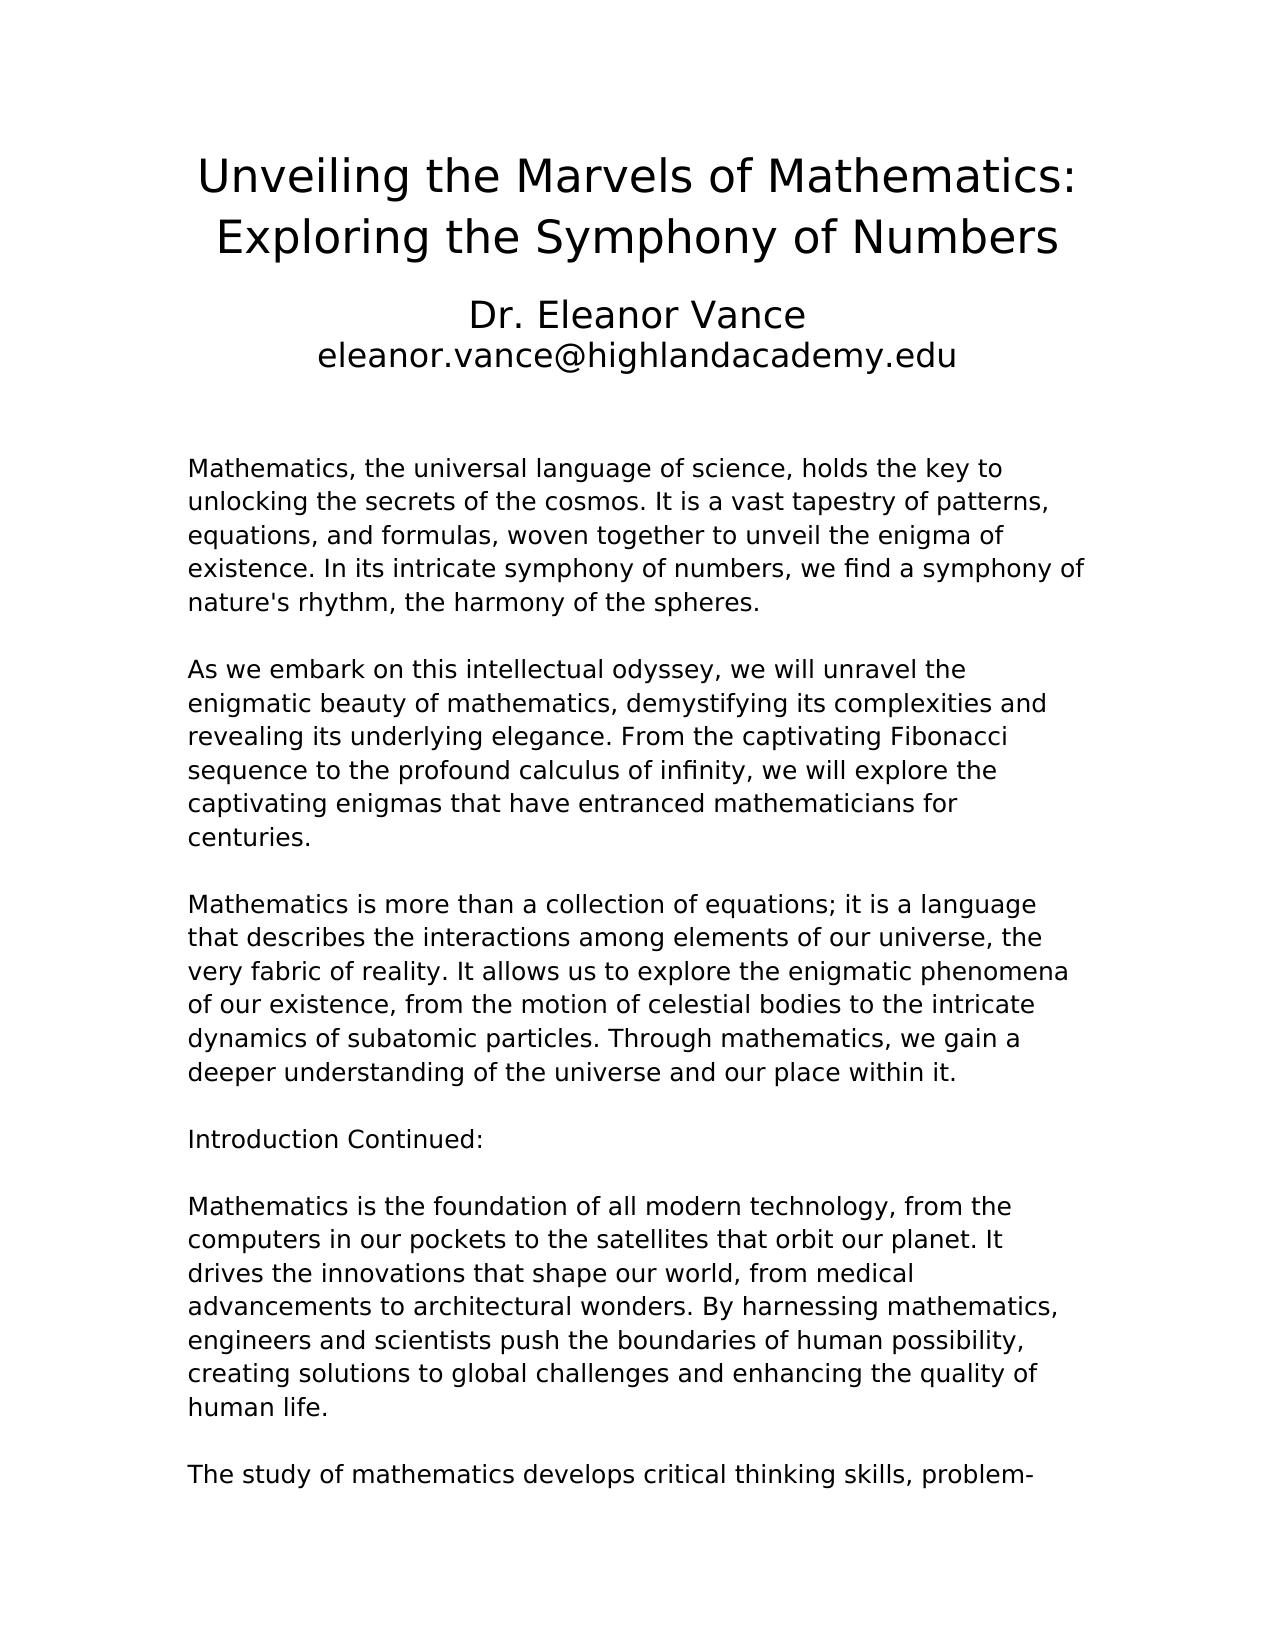 Unveiling the Marvels of Mathematics:
Exploring the Symphony of Numbers
Dr. Eleanor Vance
eleanor.vance@highlandacademy.edu
Mathematics, the universal language of science, holds the key to
unlocking the secrets of the cosmos. It is a vast tapestry of patterns,
equations, and formulas, woven together to unveil the enigma of
existence. In its intricate symphony of numbers, we find a symphony of
nature's rhythm, the harmony of the spheres.
As we embark on this intellectual odyssey, we will unravel the
enigmatic beauty of mathematics, demystifying its complexities and
revealing its underlying elegance. From the captivating Fibonacci
sequence to the profound calculus of infinity, we will explore the
captivating enigmas that have entranced mathematicians for
centuries.
Mathematics is more than a collection of equations; it is a language
that describes the interactions among elements of our universe, the
very fabric of reality. It allows us to explore the enigmatic phenomena
of our existence, from the motion of celestial bodies to the intricate
dynamics of subatomic particles. Through mathematics, we gain a
deeper understanding of the universe and our place within it.
Introduction Continued:
Mathematics is the foundation of all modern technology, from the
computers in our pockets to the satellites that orbit our planet. It
drives the innovations that shape our world, from medical
advancements to architectural wonders. By harnessing mathematics,
engineers and scientists push the boundaries of human possibility,
creating solutions to global challenges and enhancing the quality of
human life.
The study of mathematics develops critical thinking skills, problem-